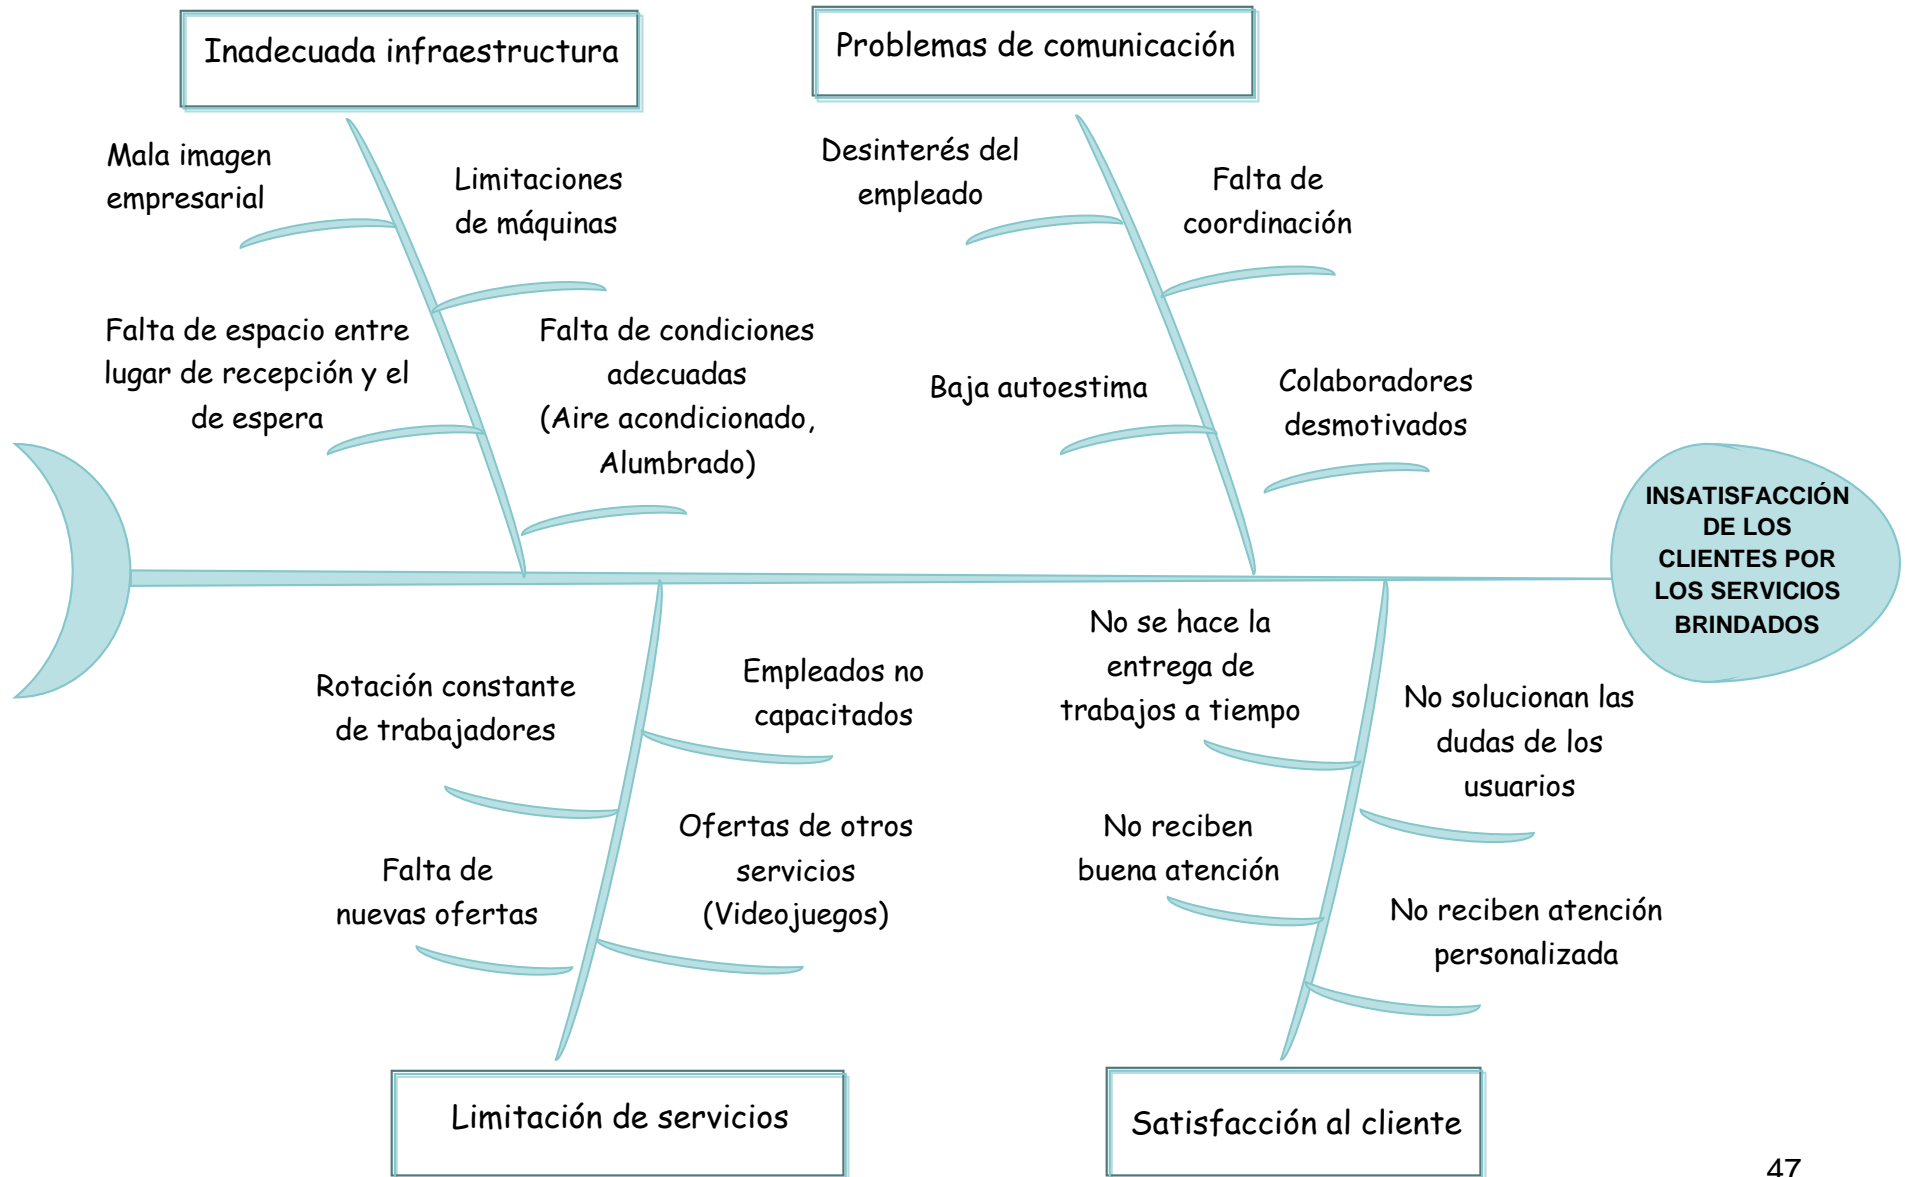 Inadecuada infraestructura
Problemas de comunicación
Mala imagen
empresarial
Limitaciones
de máquinas
Falta de espacio entre
lugar de recepción y el
de espera
Falta de condiciones
adecuadas
(Aire acondicionado,
Alumbrado)
Desinterés del
empleado
Falta de
coordinación
Baja autoestima
Colaboradores
desmotivados
INSATISFACCIÓN
DE LOS
CLIENTES POR
LOS SERVICIOS
BRINDADOS
Rotación constante
de trabajadores
Empleados no
capacitados
Falta de
nuevas ofertas
Ofertas de otros
servicios
(Videojuegos)
No se hace la
entrega de
trabajos a tiempo
No solucionan las
dudas de los
usuarios
No reciben
buena atención
No reciben atención
personalizada
Limitación de servicios
Satisfacción al cliente
47